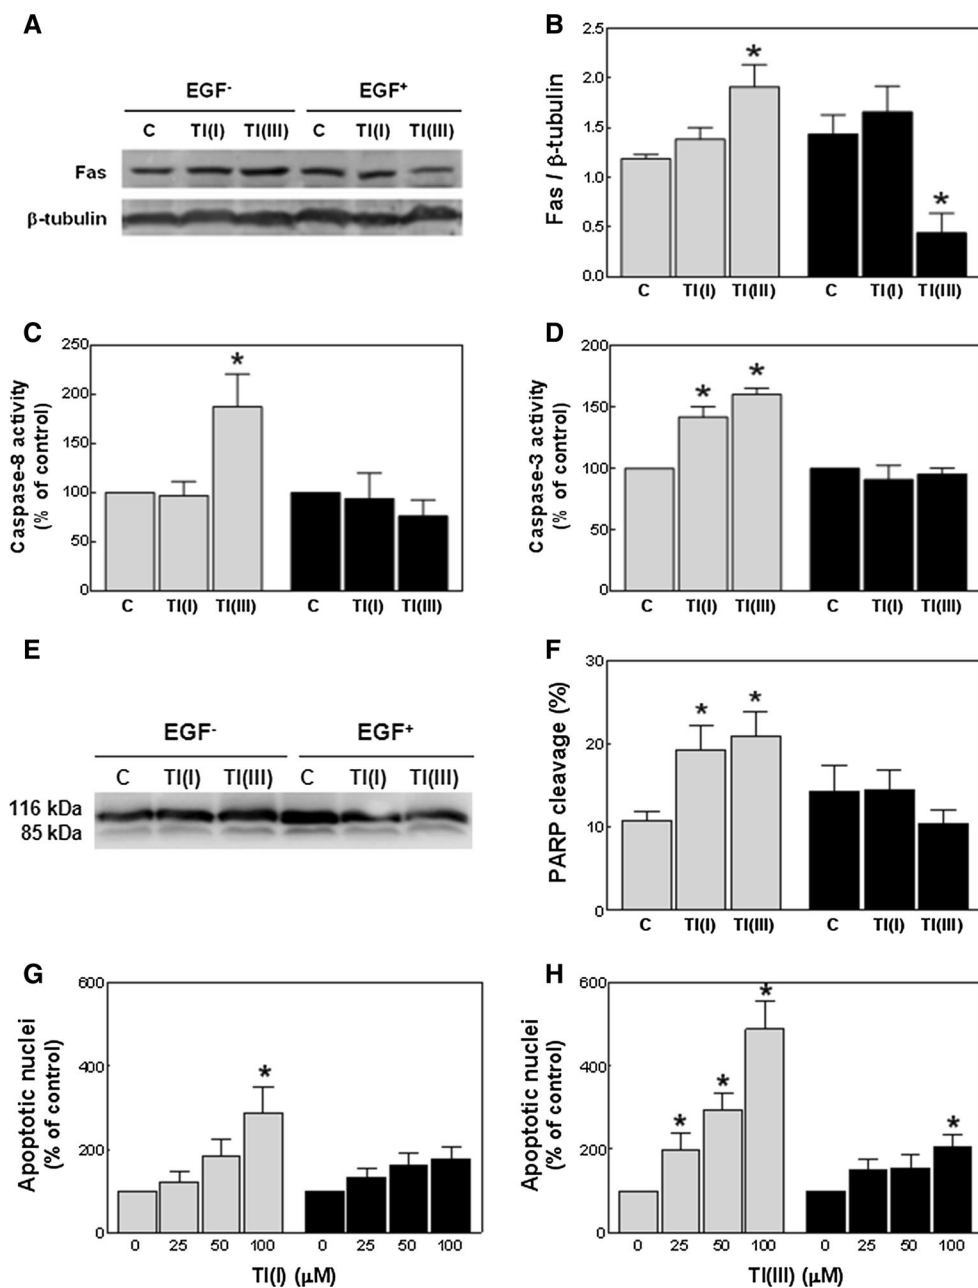 A
EGF- EGF+
C TI(I) TI(III) C TI(I) TI(III)
Fas
β-tubulin
B
Fas / β-tubulin
2.5
2.0
1.5
1.0
0.5
0.0
* *
C TI(I) TI(III) C TI(I) TI(III)
C
Caspase-8 activity
(% of control)
250
200
150
100
50
0
*
C TI(I) TI(III) C TI(I) TI(III)
D
Caspase-3 activity
(% of control)
200
150
100
50
0
* *
C TI(I) TI(III) C TI(I) TI(III)
E
EGF- EGF+
C TI(I) TI(III) C TI(I) TI(III)
116 kDa
85 kDa
F
PARP cleavage (%)
30
20
10
0
* *
C TI(I) TI(III) C TI(I) TI(III)
G
Apoptotic nuclei
(% of control)
600
400
200
0
*
0 25 50 100 0 25 50 100
TI(I) (μM)
H
Apoptotic nuclei
(% of control)
600
400
200
0
* * * *
0 25 50 100 0 25 50 100
TI(III) (μM)